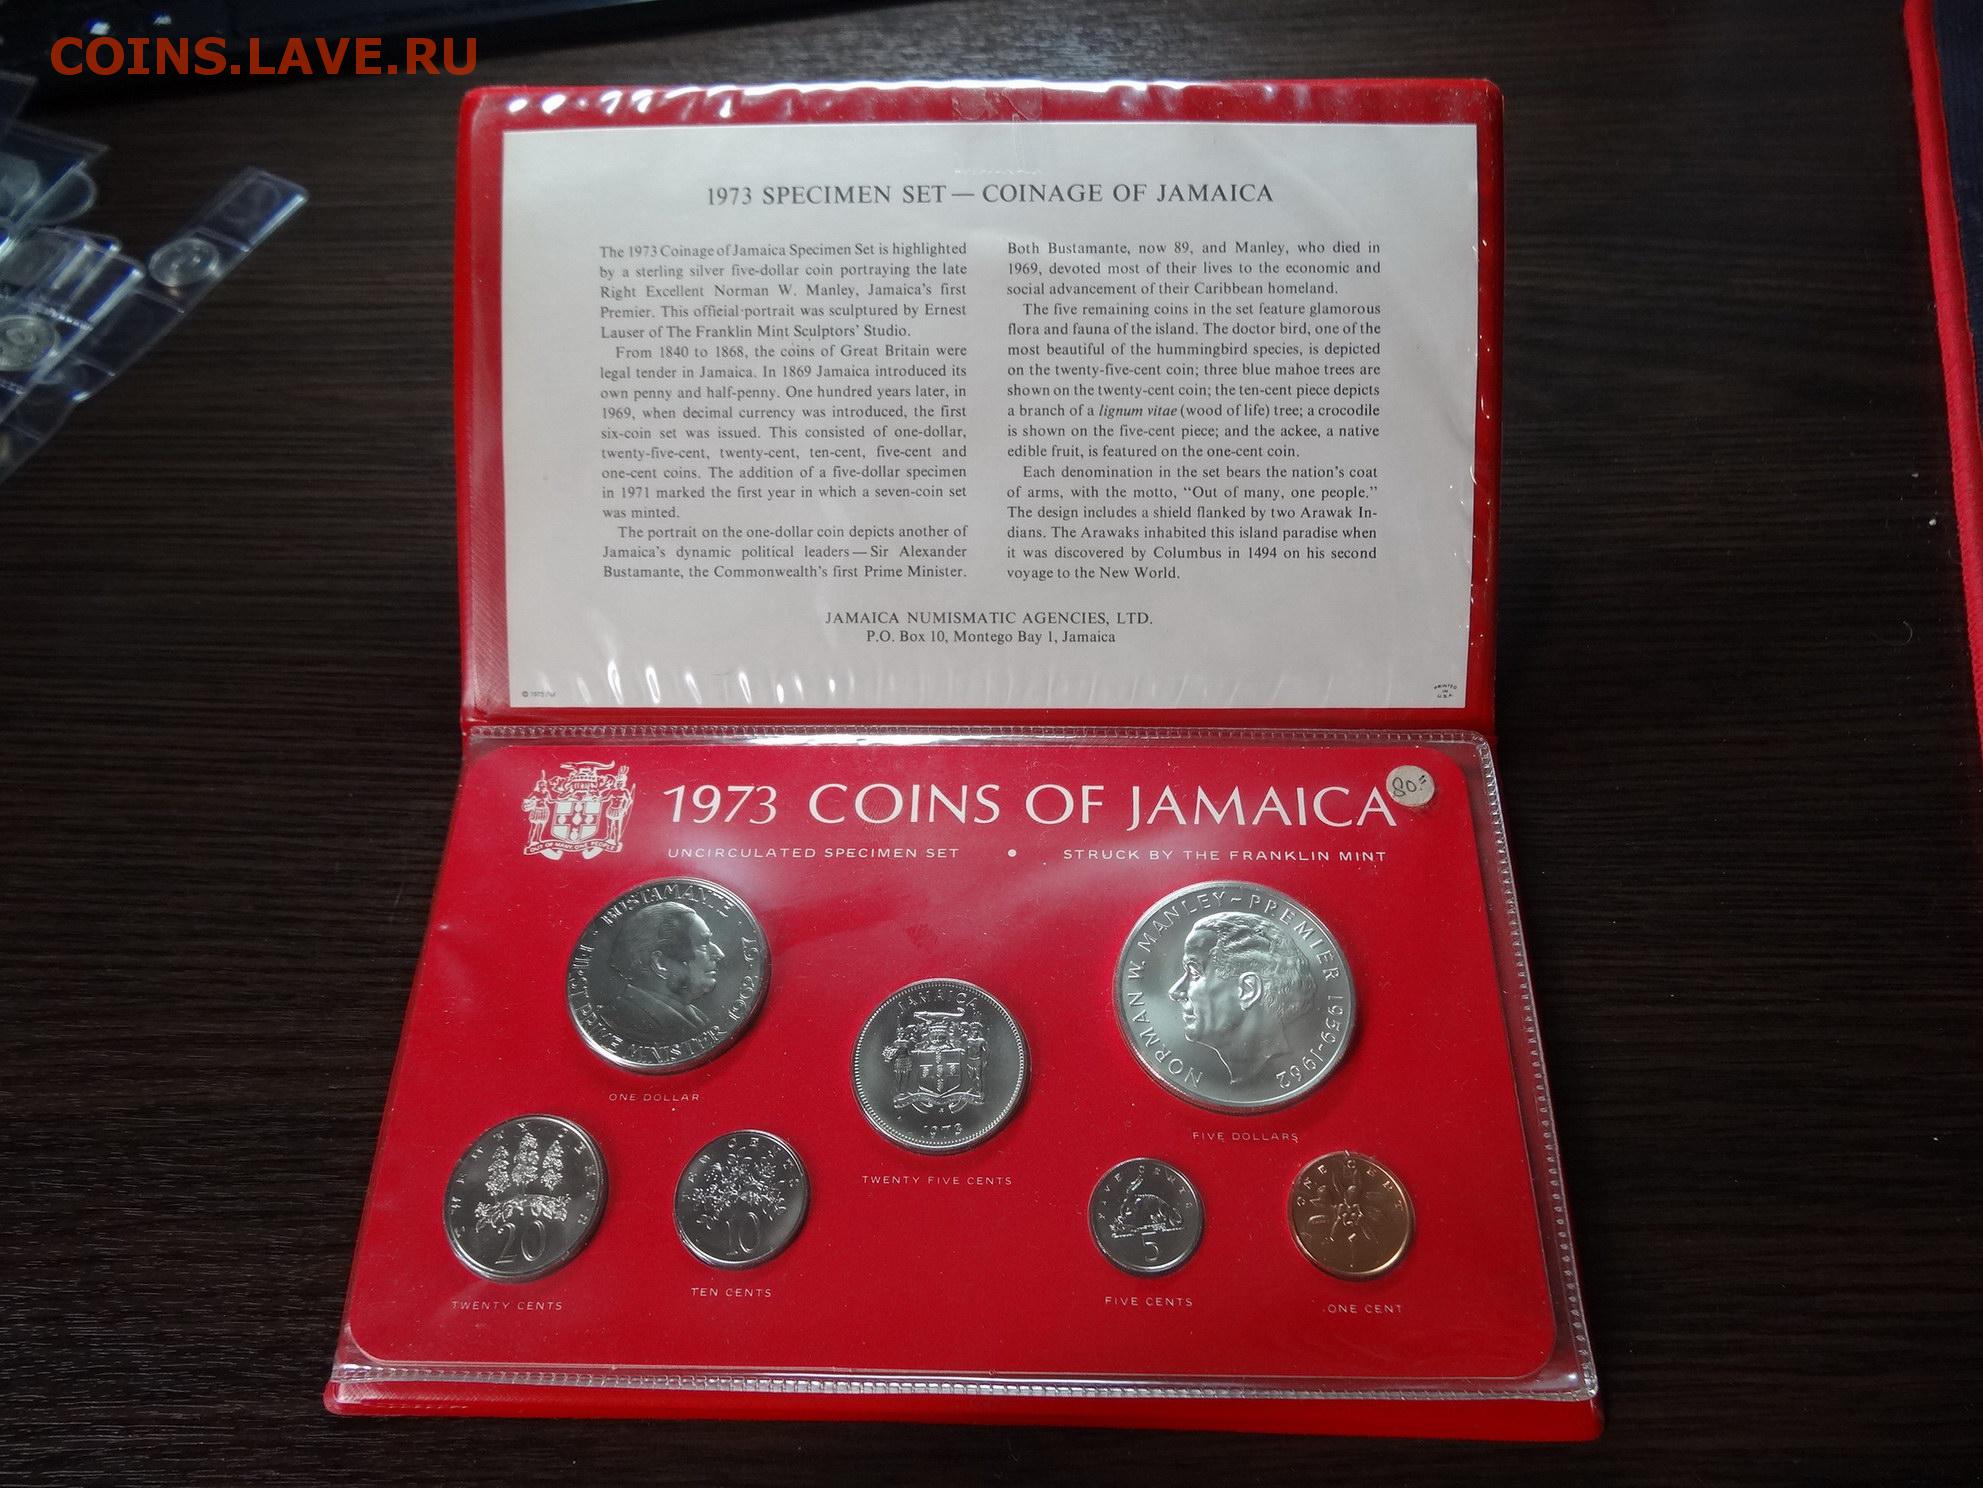 COINS.LAVE.RU
1973 SPECIMEN SET — COINAGE OF JAMAICA
The 1973 Coinage of Jamaica Specimen Set is highlighted
by a sterling silver five-dollar coin portraying the late
Right Excellent Norman W. Manley, Jamaica's first
Premier. This official portrait was sculptured by Ernest
Lauser of The Franklin Mint Sculptors' Studio.
From 1840 to 1868, the coins of Great Britain were
legal tender in Jamaica. In 1869 Jamaica introduced its
own penny and half-penny. One hundred years later, in
1969, when decimal currency was introduced, the first
six-coin set was issued. This consisted of one-dollar,
twenty-five-cent, twenty-cent, ten-cent, five-cent and
one-cent coins. The addition of a five-dollar specimen
in 1971 marked the first year in which a seven-coin set
was minted.
The portrait on the one-dollar coin depicts another of
Jamaica's dynamic political leaders — Sir Alexander
Bustamante, the Commonwealth's first Prime Minister.
Both Bustamante, now 89, and Manley, who died in
1969, devoted most of their lives to the economic and
social advancement of their Caribbean homeland.
The five remaining coins in the set feature glamorous
flora and fauna of the island. The doctor bird, one of the
most beautiful of the hummingbird species, is depicted
on the twenty-five-cent coin; three blue mahoe trees are
shown on the twenty-cent coin; the ten-cent piece depicts
a branch of a lignum vitae (wood of life) tree; a crocodile
is shown on the five-cent piece; and the ackee, a native
edible fruit, is featured on the one-cent coin.
Each denomination in the set bears the nation's coat
of arms, with the motto, "Out of many, one people."
The design includes a shield flanked by two Arawak In-
dians. The Arawaks inhabited this island paradise when
it was discovered by Columbus in 1494 on his second
voyage to the New World.
JAMAICA NUMISMATIC AGENCIES, LTD.
P.O. Box 10, Montego Bay 1, Jamaica
PRINTED
IN
U.S.A.
OUT OF MANY ONE PEOPLE
1973 COINS OF JAMAICA
80."
UNCIRCULATED SPECIMEN SET • STRUCK BY THE FRANKLIN MINT
BUSTAMANTE · FIRST PRIME MINISTER 1962-67
ONE DOLLAR
JAMAICA
1973
TWENTY FIVE CENTS
NORMAN W. MANLEY~PREMIER 1959-1962
FIVE DOLLARS
TWENTY CENTS
20
TWENTY CENTS
TEN CENTS
10
TEN CENTS
FIVE CENTS
5
FIVE CENTS
ONE CENT
1
ONE CENT